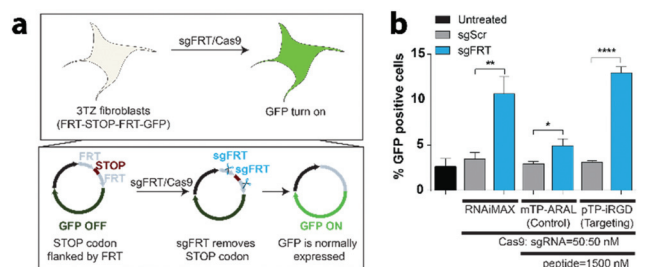 a
sgFRT/Cas9
3TZ fibroblasts
(FRT-STOP-FRT-GFP)
GFP turn on
FRT
STOP
FRT
GFP OFF
STOP codon
flanked by FRT
sgFRT/Cas9
sgFRT
sgFRT
sgFRT removes
STOP codon
GFP ON
GFP is normally
expressed
b
Untreated
sgScr
sgFRT
% GFP positive cells
15
10
5
0
**
*
****
RNAiMAX
mTP-ARAL
(Control)
pTP-iRGD
(Targeting)
Cas9: sgRNA=50:50 nM
peptide=1500 nM